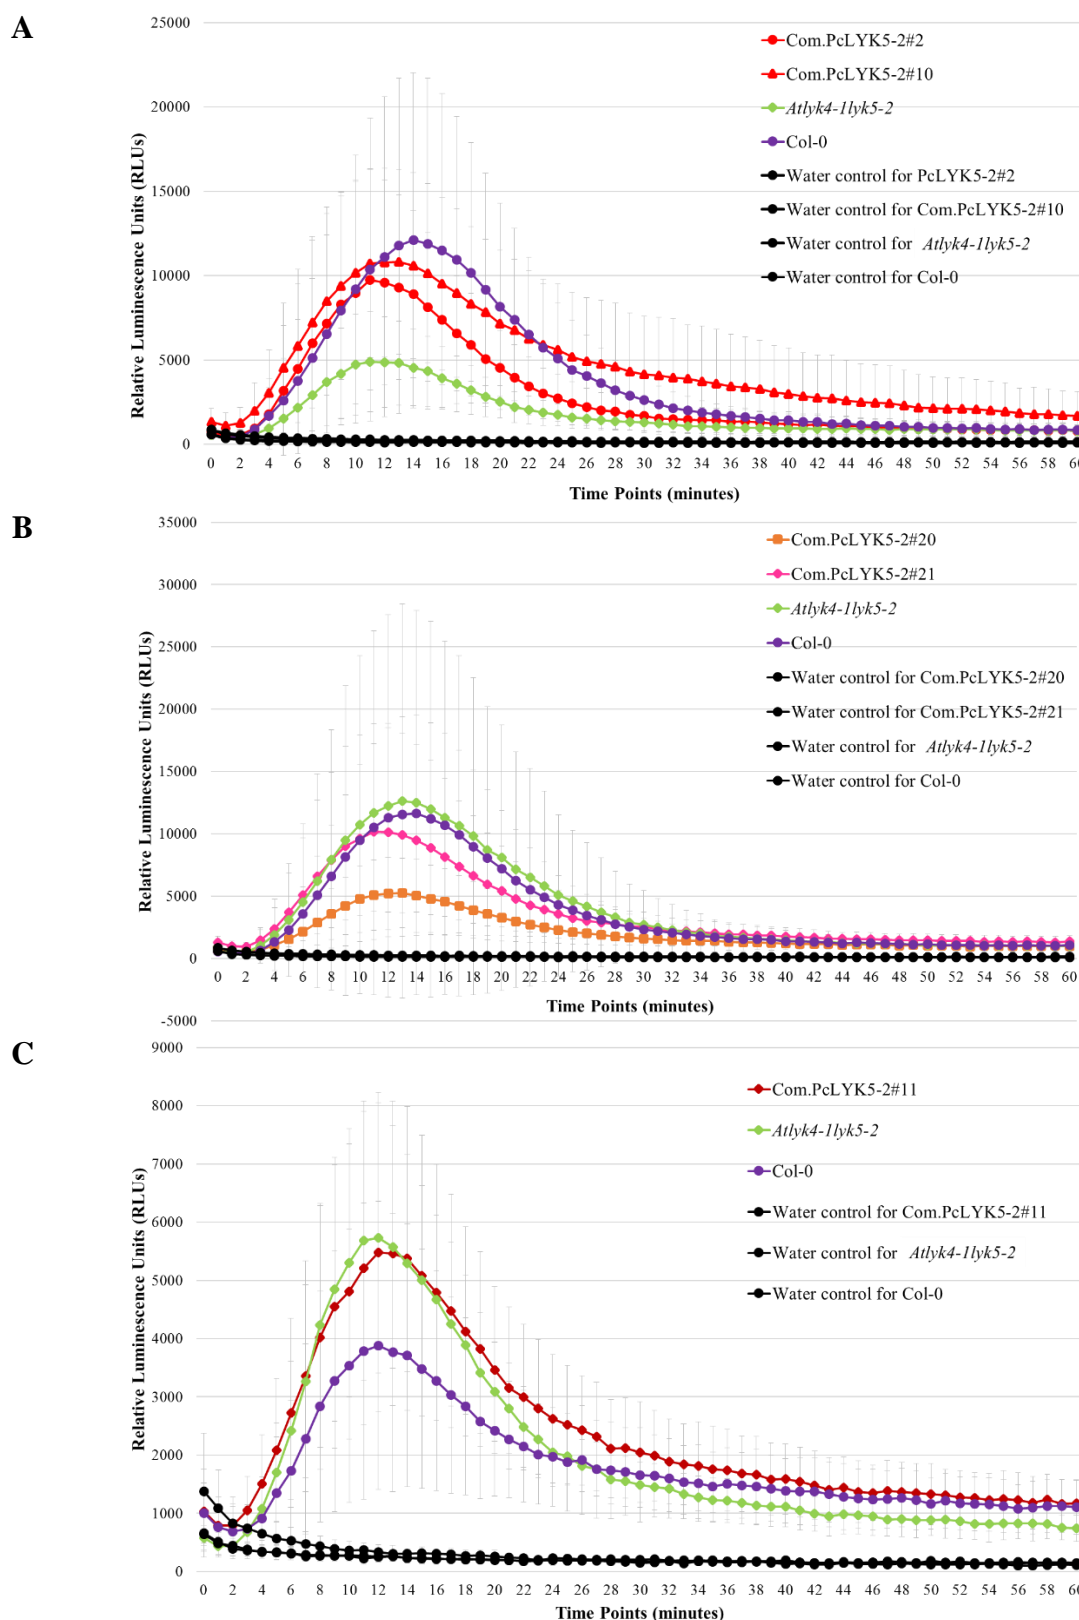 A
25000
20000
15000
10000
5000
0
Relative Luminescence Units (RLUs)
Com.PcLYK5-2#2
Com.PcLYK5-2#10
Atlyk4-1lyk5-2
Col-0
Water control for PcLYK5-2#2
Water control for Com.PcLYK5-2#10
Water control for Atlyk4-1lyk5-2
Water control for Col-0
0 2 4 6 8 10 12 14 16 18 20 22 24 26 28 30 32 34 36 38 40 42 44 46 48 50 52 54 56 58 60
Time Points (minutes)
B
35000
30000
25000
20000
15000
10000
5000
0
-5000
Relative Luminescence Units (RLUs)
Com.PcLYK5-2#20
Com.PcLYK5-2#21
Atlyk4-1lyk5-2
Col-0
Water control for Com.PcLYK5-2#20
Water control for Com.PcLYK5-2#21
Water control for Atlyk4-1lyk5-2
Water control for Col-0
0 2 4 6 8 10 12 14 16 18 20 22 24 26 28 30 32 34 36 38 40 42 44 46 48 50 52 54 56 58 60
Time Points (minutes)
C
9000
8000
7000
6000
5000
4000
3000
2000
1000
0
Relative Luminescence Units (RLUs)
Com.PcLYK5-2#11
Atlyk4-1lyk5-2
Col-0
Water control for Com.PcLYK5-2#11
Water control for Atlyk4-1lyk5-2
Water control for Col-0
0 2 4 6 8 10 12 14 16 18 20 22 24 26 28 30 32 34 36 38 40 42 44 46 48 50 52 54 56 58 60
Time Points (minutes)